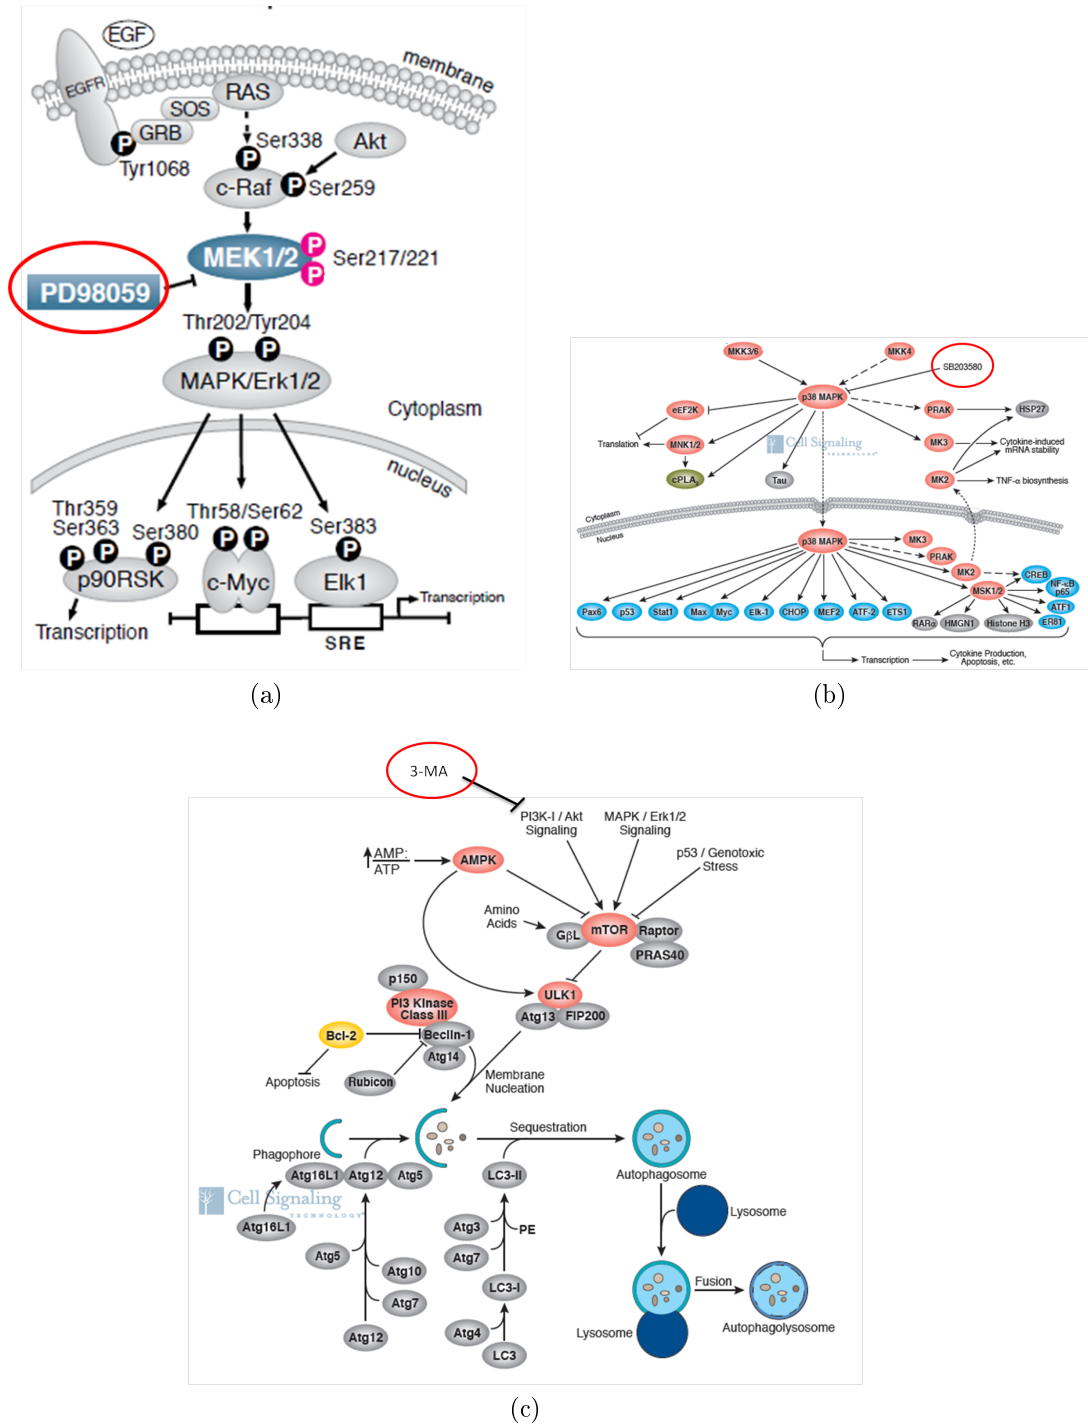 EGF
membrane
EGFR
RAS
SOS
GRB
P
Ser338
Akt
Tyr1068
P
c-Raf
P
Ser259
MEK1/2
P
P
Ser217/221
PD98059
Thr202/Tyr204
P
P
MAPK/Erk1/2
Cytoplasm
nucleus
Thr359
Ser363
Ser380
Thr58/Ser62
Ser383
P
P
P
P
P
P
p90RSK
c-Myc
Elk1
Transcription
Transcription
SRE
(a)
MKK3/6
MKK4
SB203580
p38 MAPK
eEF2K
PRAK
HSP27
Translation
MNK1/2
MK3
Cytokine-induced
mRNA stability
Cell Signaling
TECHNOLOGY®
cPLA
Tau
MK2
TNF-α biosynthesis
Cytoplasm
Nucleus
p38 MAPK
MK3
PRAK
MK2
CREB
NF-κB
p65
MSK1/2
ATF1
Pax6
p53
Stat1
Max
Myc
Elk-1
CHOP
MEF2
ATF-2
ETS1
RARα
HMGN1
Histone H3
ER81
Transcription
Cytokine Production,
Apoptosis, etc.
(b)
3-MA
PI3K-I / Akt
Signaling
MAPK / Erk1/2
Signaling
AMP:
ATP
AMPK
p53 / Genotoxic
Stress
Amino
Acids
GβL
mTOR
Raptor
PRAS40
p150
PI3 Kinase
Class III
ULK1
Atg13
FIP200
Bcl-2
Beclin-1
Atg14
Apoptosis
Rubicon
Membrane
Nucleation
Sequestration
Phagophore
Atg16L1
Atg12
Atg5
LC3-II
Autophagosome
Cell Signaling
TECHNOLOGY®
Atg16L1
Atg3
PE
Lysosome
Atg5
Atg10
Atg7
Atg7
LC3-I
Fusion
Atg12
Atg4
LC3
Lysosome
Autophagolysosome
(c)